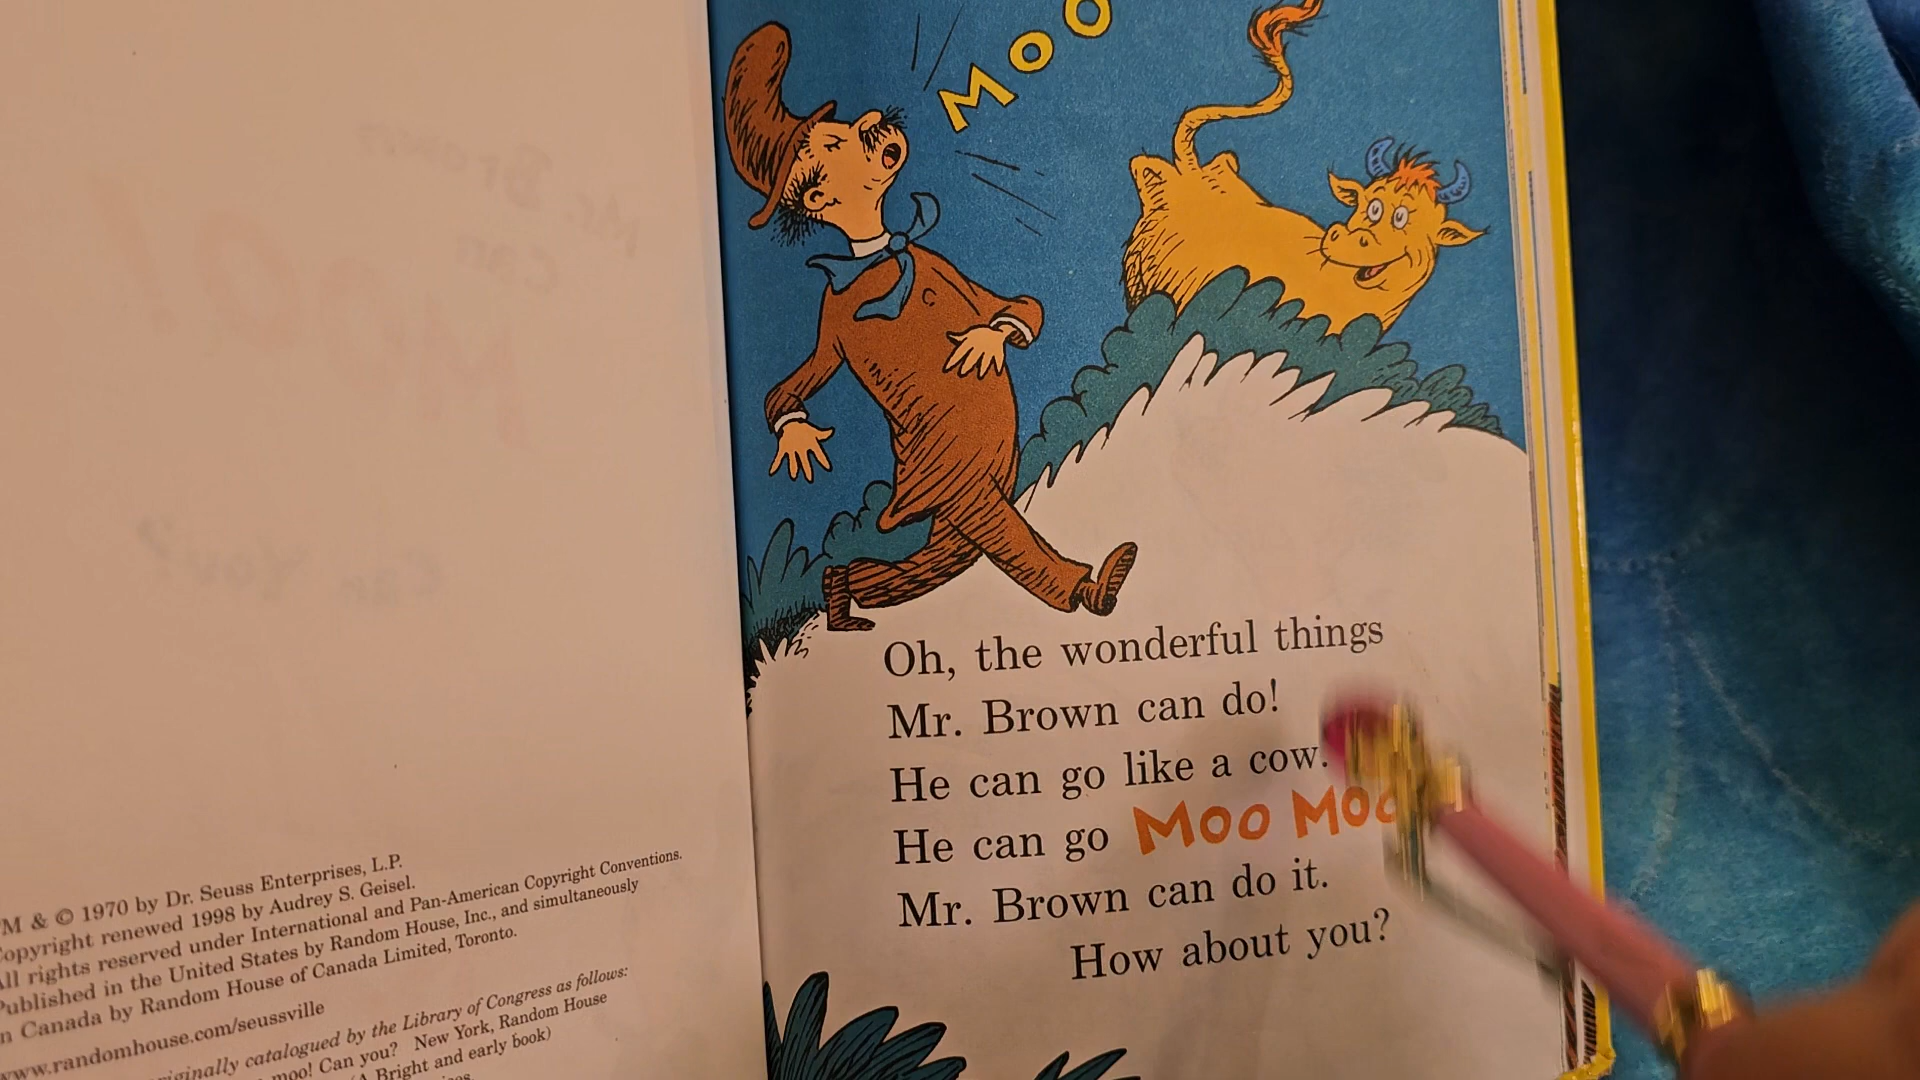 M & © 1970 by Dr. Seuss Enterprises, L.P.
opyright renewed 1998 by Audrey S. Geisel.
ll rights reserved under International and Pan-American Copyright Conventions.
Published in the United States by Random House, Inc., and simultaneously
n Canada by Random House of Canada Limited, Toronto.
www.randomhouse.com/seussville
iginally catalogued by the Library of Congress as follows:
moo! Can you? New York, Random House
Bright and early book)
MOO
Oh, the wonderful things
Mr. Brown can do!
He can go like a cow.
He can go MOO MOO
Mr. Brown can do it.
How about you?